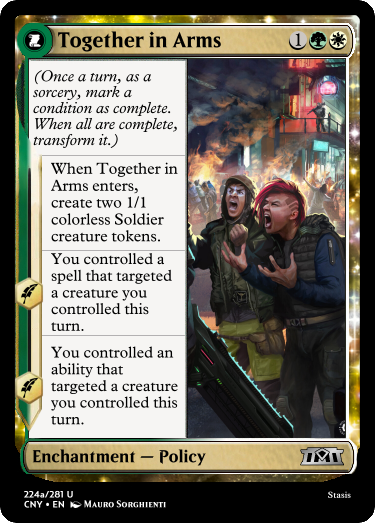 Together in Arms 1
(Once a turn, as a
sorcery, mark a
condition as complete.
When all are complete,
transform it.)
When Together in
Arms enters,
create two 1/1
colorless Soldier
creature tokens.
You controlled a
spell that targeted
a creature you
controlled this
turn.
You controlled an
ability that
targeted a creature
you controlled this
turn.
Enchantment — Policy
224a/281 U
CNY • EN Mauro Sorghienti
Stasis